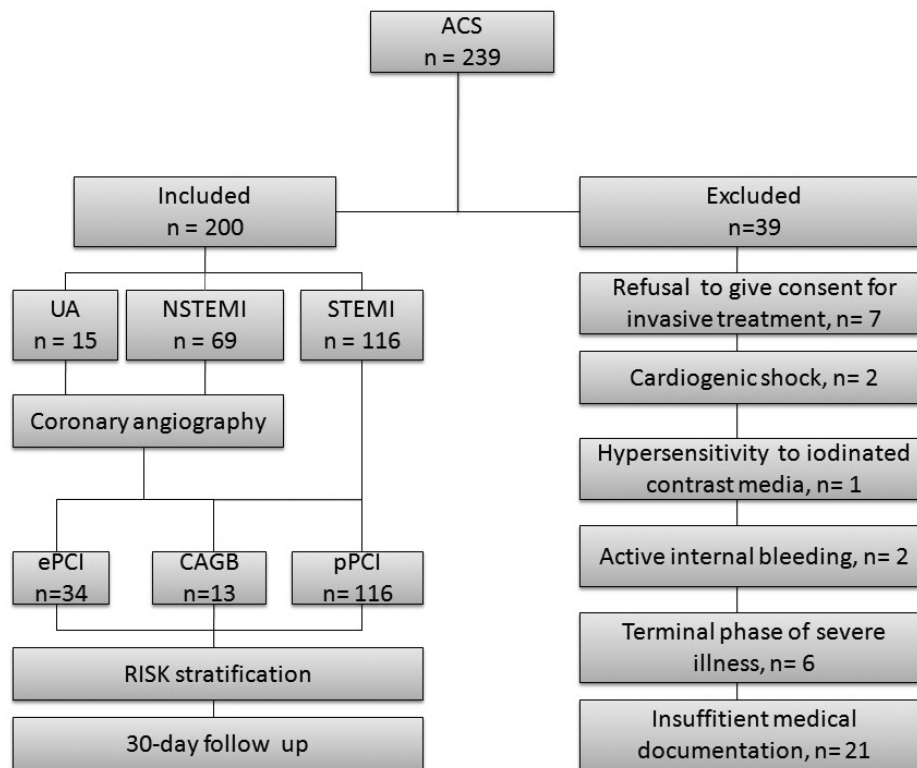 ACS
n = 239
Included
n = 200
Excluded
n=39
UA
n = 15
NSTEMI
n = 69
STEMI
n = 116
Coronary angiography
ePCI
n=34
CAGB
n=13
pPCI
n= 116
RISK stratification
30-day follow up
Refusal to give consent for
invasive treatment, n= 7
Cardiogenic shock, n= 2
Hypersensitivity to iodinated
contrast media, n= 1
Active internal bleeding, n= 2
Terminal phase of severe
illness, n= 6
Insuffitient medical
documentation, n= 21